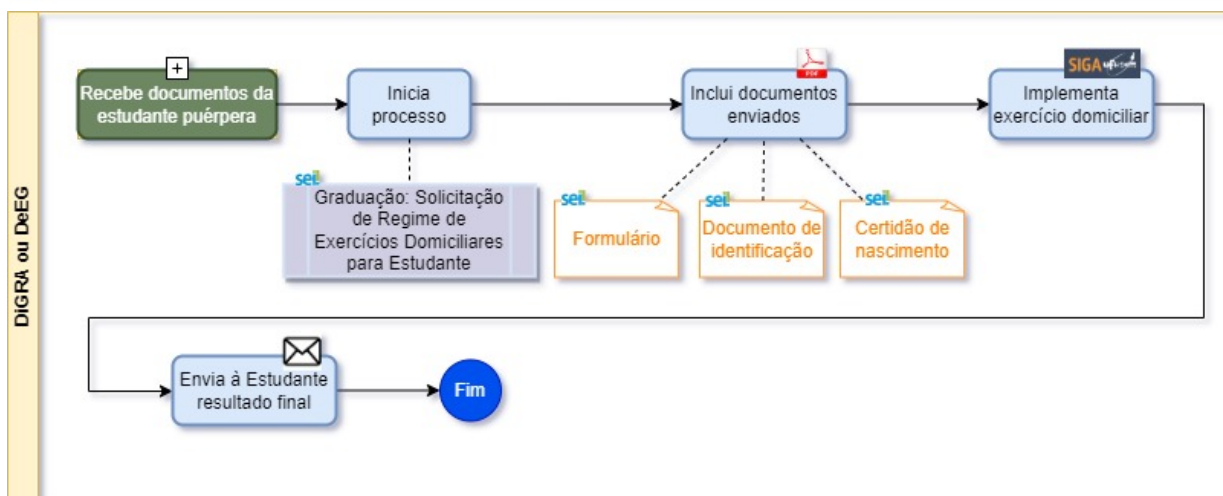 DiGRA ou DeEG
Recebe documentos da
estudante puérpera
Inicia
processo
PDF
Inclui documentos
enviados
SIGA
Implementa
exercício domiciliar
sei!
Graduação: Solicitação
de Regime de
Exercícios Domiciliares
para Estudante
sei!
Formulário
sei!
Documento de
identificação
sei!
Certidão de
nascimento
Envia à Estudante
resultado final
Fim